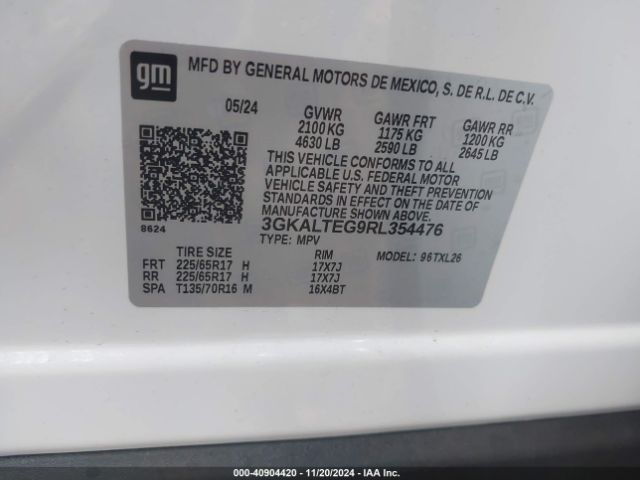 gm
MFD BY GENERAL MOTORS DE MEXICO, S. DE R.L. DE C.V.
05/24 GVWR GAWR FRT GAWR RR
2100 KG 1175 KG 1200 KG
4630 LB 2590 LB 2645 LB
THIS VEHICLE CONFORMS TO ALL
APPLICABLE U.S. FEDERAL MOTOR
VEHICLE SAFETY AND THEFT PREVENTION
STANDARDS IN EFFECT ON THE DATE OF
MANUFACTURE SHOWN ABOVE.
3GKALTEG9RL354476
8624
TYPE: MPV MODEL: 96TXL26
TIRE SIZE RIM
FRT 225/65R17 H 17X7J
RR 225/65R17 H 17X7J
SPA T135/70R16 M 16X4BT
000-40904420 - 11/20/2024 - IAA Inc.